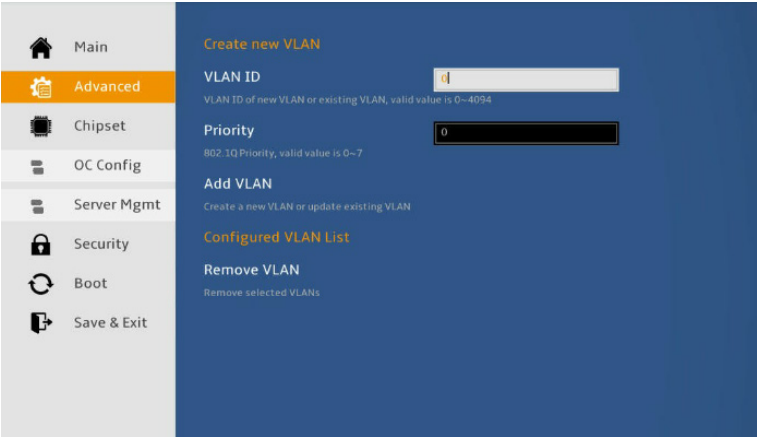 Main
Advanced
Chipset
OC Config
Server Mgmt
Security
Boot
Save & Exit
Create new VLAN
VLAN ID
0
VLAN ID of new VLAN or existing VLAN, valid value is 0~4094
Priority
0
802.1Q Priority, valid value is 0~7
Add VLAN
Create a new VLAN or update existing VLAN
Configured VLAN List
Remove VLAN
Remove selected VLANs